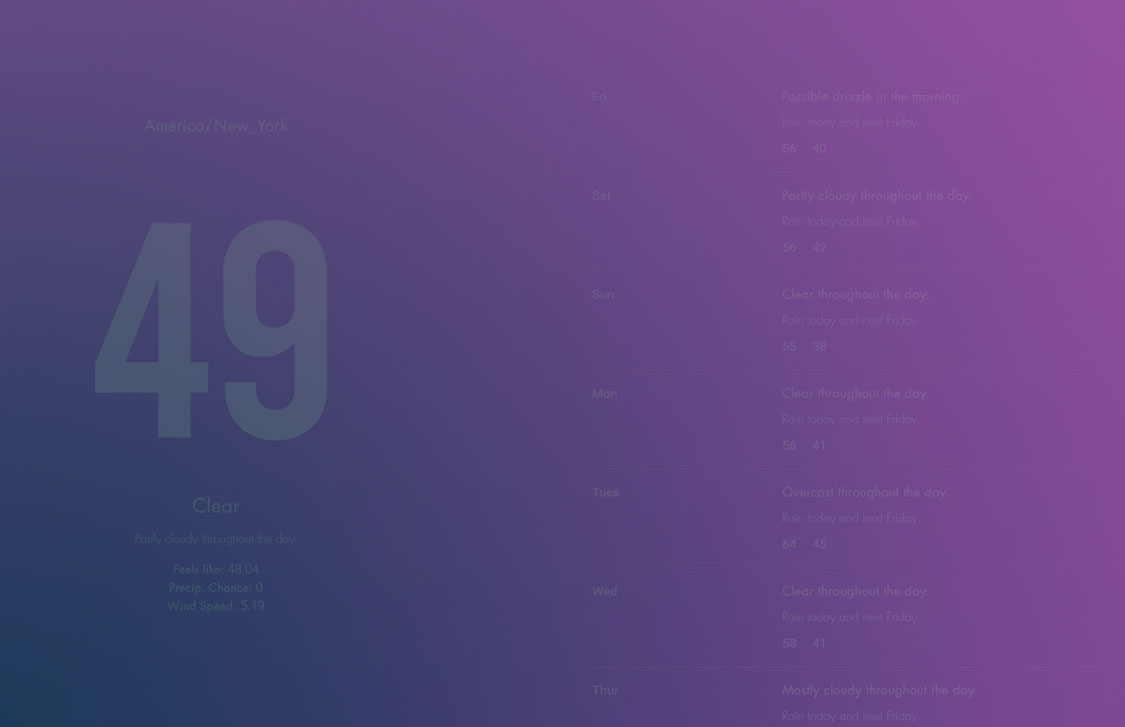 America/New_York
49
Clear
Partly cloudy throughout the day.
Feels like: 48.04
Precip. Chance: 0
Wind Speed: 5.19
Fri
Possible drizzle in the morning.
Rain today and next Friday.
56 40
Sat
Partly cloudy throughout the day.
Rain today and next Friday.
56 42
Sun
Clear throughout the day.
Rain today and next Friday.
55 38
Mon
Clear throughout the day.
Rain today and next Friday.
56 41
Tues
Overcast throughout the day.
Rain today and next Friday.
64 45
Wed
Clear throughout the day.
Rain today and next Friday.
58 41
Thur
Mostly cloudy throughout the day.
Rain today and next Friday.